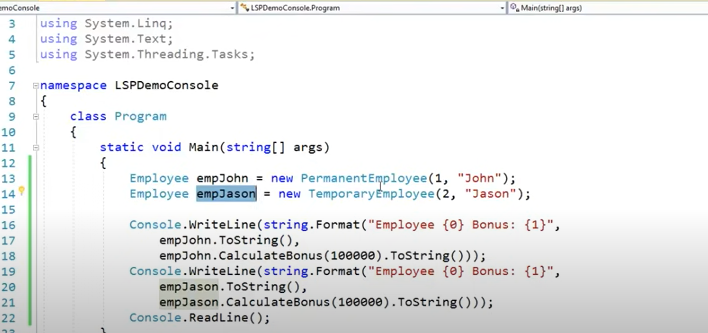 emoConsole LSPDemoConsole.Program Main(string[] args)
3 using System.Linq;
4 using System.Text;
5 using System.Threading.Tasks;
6
7 namespace LSPDemoConsole
8 {
9 class Program
10 {
11 static void Main(string[] args)
12 {
13 Employee empJohn = new PermanentEmployee(1, "John");
14 Employee empJason = new TemporaryEmployee(2, "Jason");
15
16 Console.WriteLine(string.Format("Employee {0} Bonus: {1}",
17 empJohn.ToString(),
18 empJohn.CalculateBonus(100000).ToString()));
19 Console.WriteLine(string.Format("Employee {0} Bonus: {1}",
20 empJason.ToString(),
21 empJason.CalculateBonus(100000).ToString()));
22 Console.ReadLine();
23 }